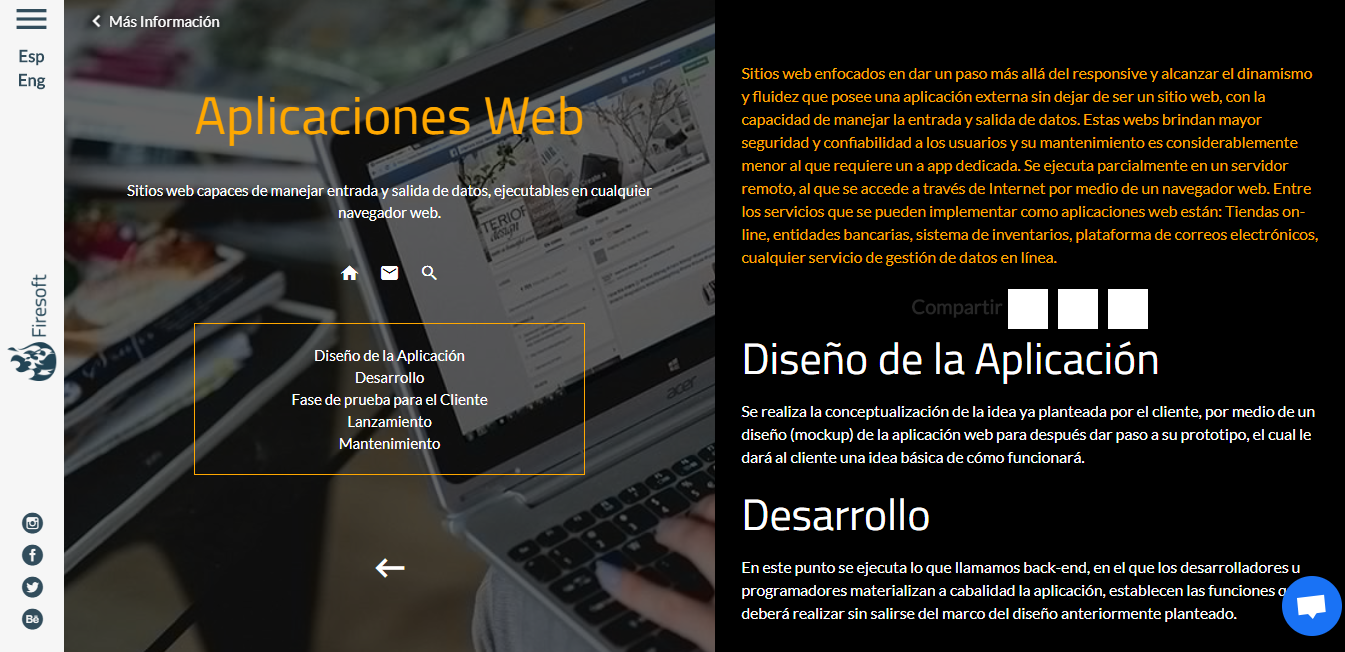 Esp
Eng
Firesoft
Bē
Más Información
Aplicaciones Web
Sitios web capaces de manejar entrada y salida de datos, ejecutables en cualquier
navegador web.
Diseño de la Aplicación
Desarrollo
Fase de prueba para el Cliente
Lanzamiento
Mantenimiento
acer
Sitios web enfocados en dar un paso más allá del responsive y alcanzar el dinamismo
y fluidez que posee una aplicación externa sin dejar de ser un sitio web, con la
capacidad de manejar la entrada y salida de datos. Estas webs brindan mayor
seguridad y confiabilidad a los usuarios y su mantenimiento es considerablemente
menor al que requiere un a app dedicada. Se ejecuta parcialmente en un servidor
remoto, al que se accede a través de Internet por medio de un navegador web. Entre
los servicios que se pueden implementar como aplicaciones web están: Tiendas on-
line, entidades bancarias, sistema de inventarios, plataforma de correos electrónicos,
cualquier servicio de gestión de datos en línea.
Compartir
Diseño de la Aplicación
Se realiza la conceptualización de la idea ya planteada por el cliente, por medio de un
diseño (mockup) de la aplicación web para después dar paso a su prototipo, el cual le
dará al cliente una idea básica de cómo funcionará.
Desarrollo
En este punto se ejecuta lo que llamamos back-end, en el que los desarrolladores u
programadores materializan a cabalidad la aplicación, establecen las funciones
deberá realizar sin salirse del marco del diseño anteriormente planteado.